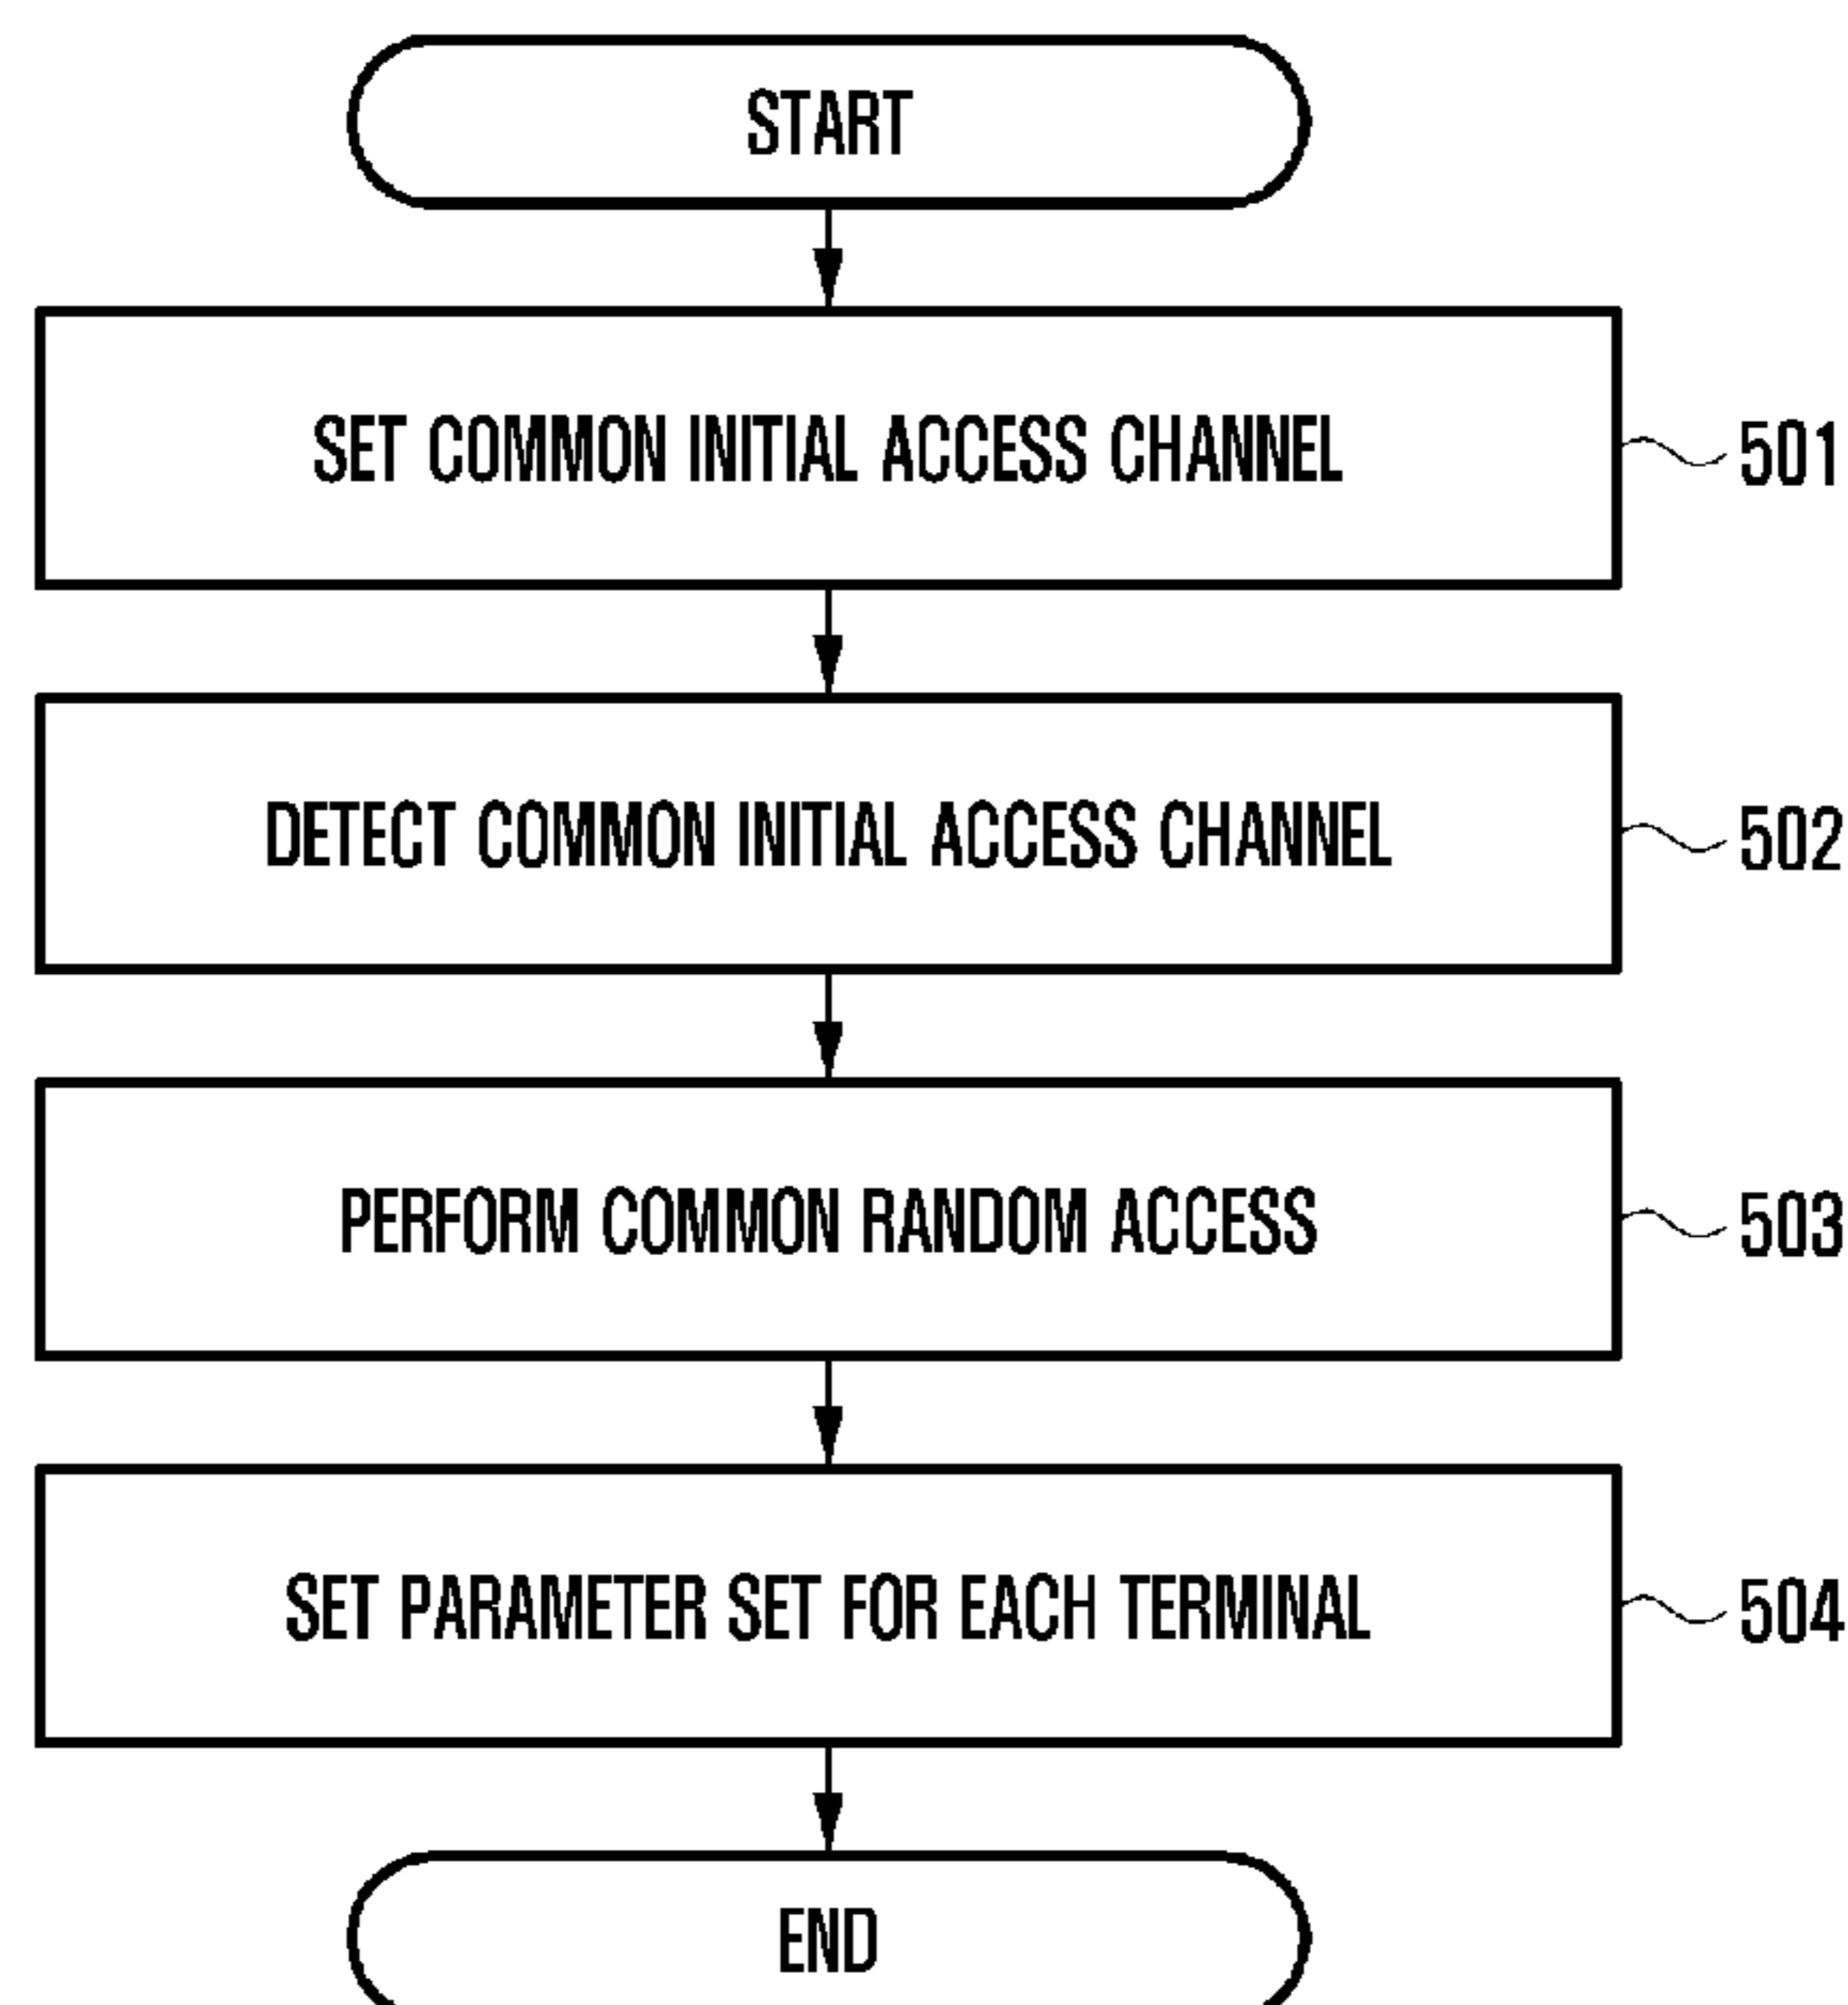 START
SET COMMON INITIAL ACCESS CHANNEL
501
DETECT COMMON INITIAL ACCESS CHANNEL
502
PERFORM COMMON RANDOM ACCESS
503
SET PARAMETER SET FOR EACH TERMINAL
504
END